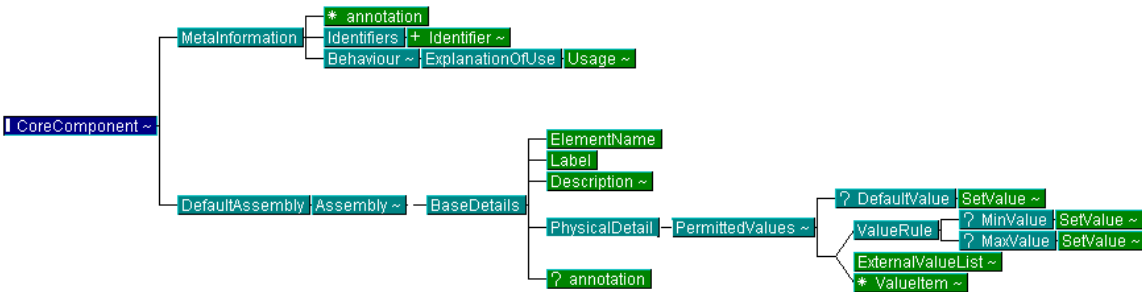 * annotation
MetaInformation Identifiers + Identifier ~
Behaviour ~ ExplanationOfUse Usage ~
CoreComponent ~
ElementName
Label
Description ~
DefaultAssembly Assembly ~ BaseDetails
? DefaultValue SetValue ~
PhysicalDetail PermittedValues ~
ValueRule ? MinValue SetValue ~
? MaxValue SetValue ~
ExternalValueList ~
? annotation
* ValueItem ~